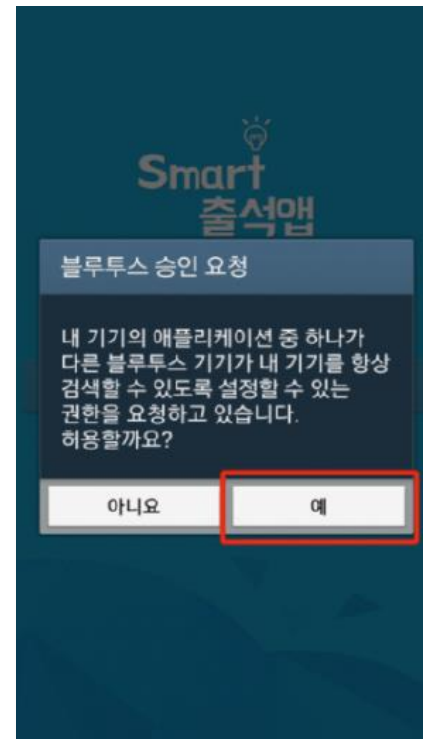 Smart
출석앱
블루투스 승인 요청
내 기기의 애플리케이션 중 하나가
다른 블루투스 기기가 내 기기를 항상
검색할 수 있도록 설정할 수 있는
권한을 요청하고 있습니다.
허용할까요?
아니요 예